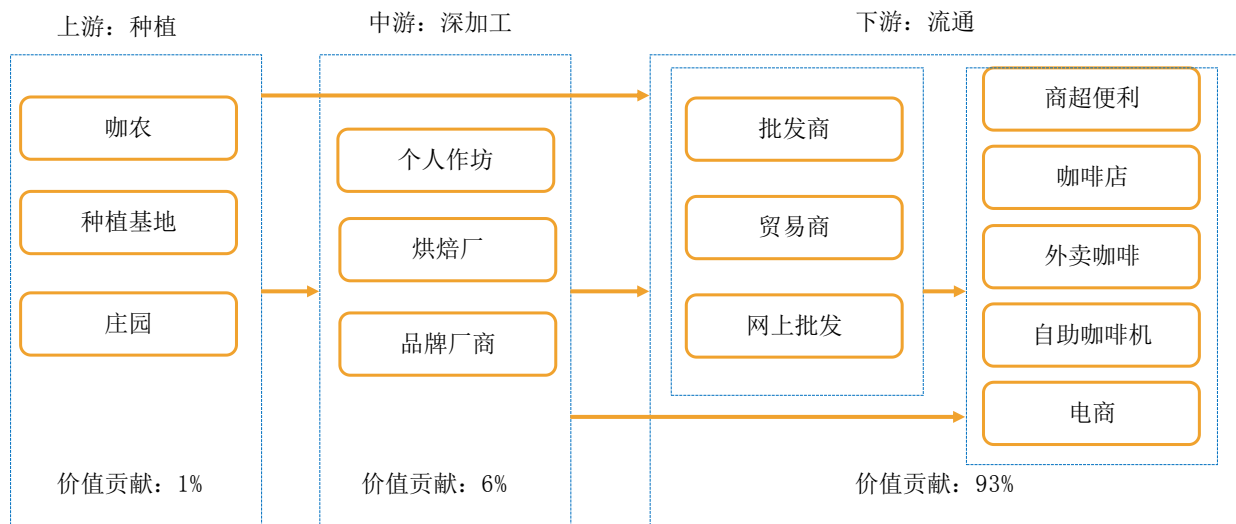 上游：种植
中游：深加工
下游：流通
咖农
种植基地
庄园
个人作坊
烘焙厂
品牌厂商
批发商
贸易商
网上批发
商超便利
咖啡店
外卖咖啡
自助咖啡机
电商
价值贡献：1%
价值贡献：6%
价值贡献：93%